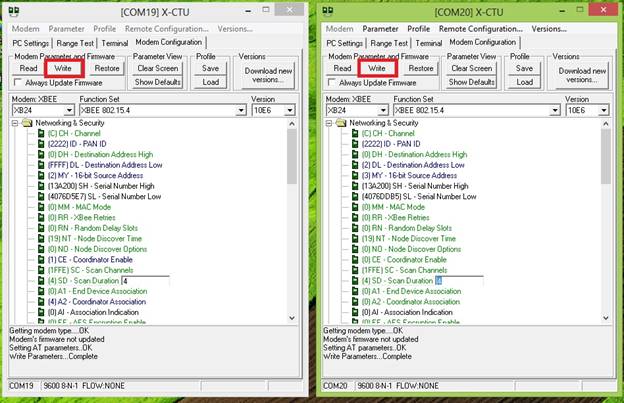 [COM19] X-CTU
Modem Parameter Profile Remote Configuration... Versions...
PC Settings Range Test Terminal Modem Configuration
Modem Parameter and Firmware Parameter View Profile Versions
Read Write Restore Clear Screen Save Download new versions...
Always Update Firmware Show Defaults Load
Modem: XBEE Function Set Version
XB24 XBEE 802.15.4 10E6
Networking & Security
(C) CH - Channel
(2222) ID - PAN ID
(0) DH - Destination Address High
(FFFF) DL - Destination Address Low
(2) MY - 16-bit Source Address
(13A200) SH - Serial Number High
(4076D5E7) SL - Serial Number Low
(0) MM - MAC Mode
(0) RR - XBee Retries
(0) RN - Random Delay Slots
(19) NT - Node Discover Time
(0) NO - Node Discover Options
(1) CE - Coordinator Enable
(1FFE) SC - Scan Channels
(4) SD - Scan Duration 4
(0) A1 - End Device Association
(4) A2 - Coordinator Association
(0) AI - Association Indication
(0) EE - AES Encryption Enable
Getting modem type....OK
Modem's firmware not updated
Setting AT parameters..OK
Write Parameters...Complete
COM19 9600 8-N-1 FLOW:NONE
[COM20] X-CTU
Modem Parameter Profile Remote Configuration... Versions...
PC Settings Range Test Terminal Modem Configuration
Modem Parameter and Firmware Parameter View Profile Versions
Read Write Restore Clear Screen Save Download new versions...
Always Update Firmware Show Defaults Load
Modem: XBEE Function Set Version
XB24 XBEE 802.15.4 10E6
Networking & Security
(C) CH - Channel
(2222) ID - PAN ID
(0) DH - Destination Address High
(2) DL - Destination Address Low
(3) MY - 16-bit Source Address
(13A200) SH - Serial Number High
(4076DDB5) SL - Serial Number Low
(0) MM - MAC Mode
(0) RR - XBee Retries
(0) RN - Random Delay Slots
(19) NT - Node Discover Time
(0) NO - Node Discover Options
(0) CE - Coordinator Enable
(1FFE) SC - Scan Channels
(4) SD - Scan Duration 4
(0) A1 - End Device Association
(0) A2 - Coordinator Association
(0) AI - Association Indication
(0) EE - AES Encryption Enable
Getting modem type....OK
Modem's firmware not updated
Setting AT parameters..OK
Write Parameters...Complete
COM20 9600 8-N-1 FLOW:NONE